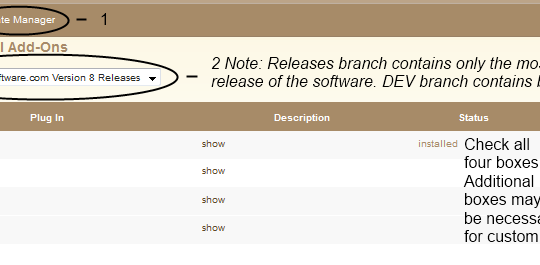 te Manager – 1
l Add-Ons
2 Note: Releases branch contains only the mo
ftware.com Version 8 Releases – release of the software. DEV branch contains
Plug In Description Status
show installed Check all
show four boxes
Additional
show boxes may
be necess
show for custom